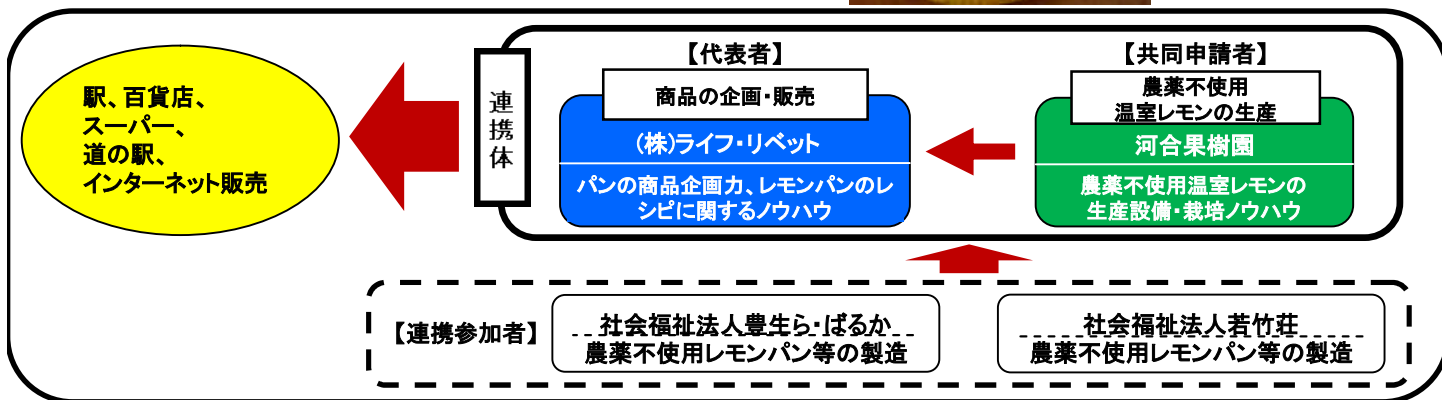 駅、百貨店、
スーパー、
道の駅、
インターネット販売
連携体
【代表者】
商品の企画・販売
(株)ライフ・リベット
パンの商品企画力、レモンパンのレ
シピに関するノウハウ
【共同申請者】
農薬不使用
温室レモンの生産
河合果樹園
農薬不使用温室レモンの
生産設備・栽培ノウハウ
【連携参加者】
社会福祉法人豊生ら・ばるか
農薬不使用レモンパン等の製造
社会福祉法人若竹荘
農薬不使用レモンパン等の製造